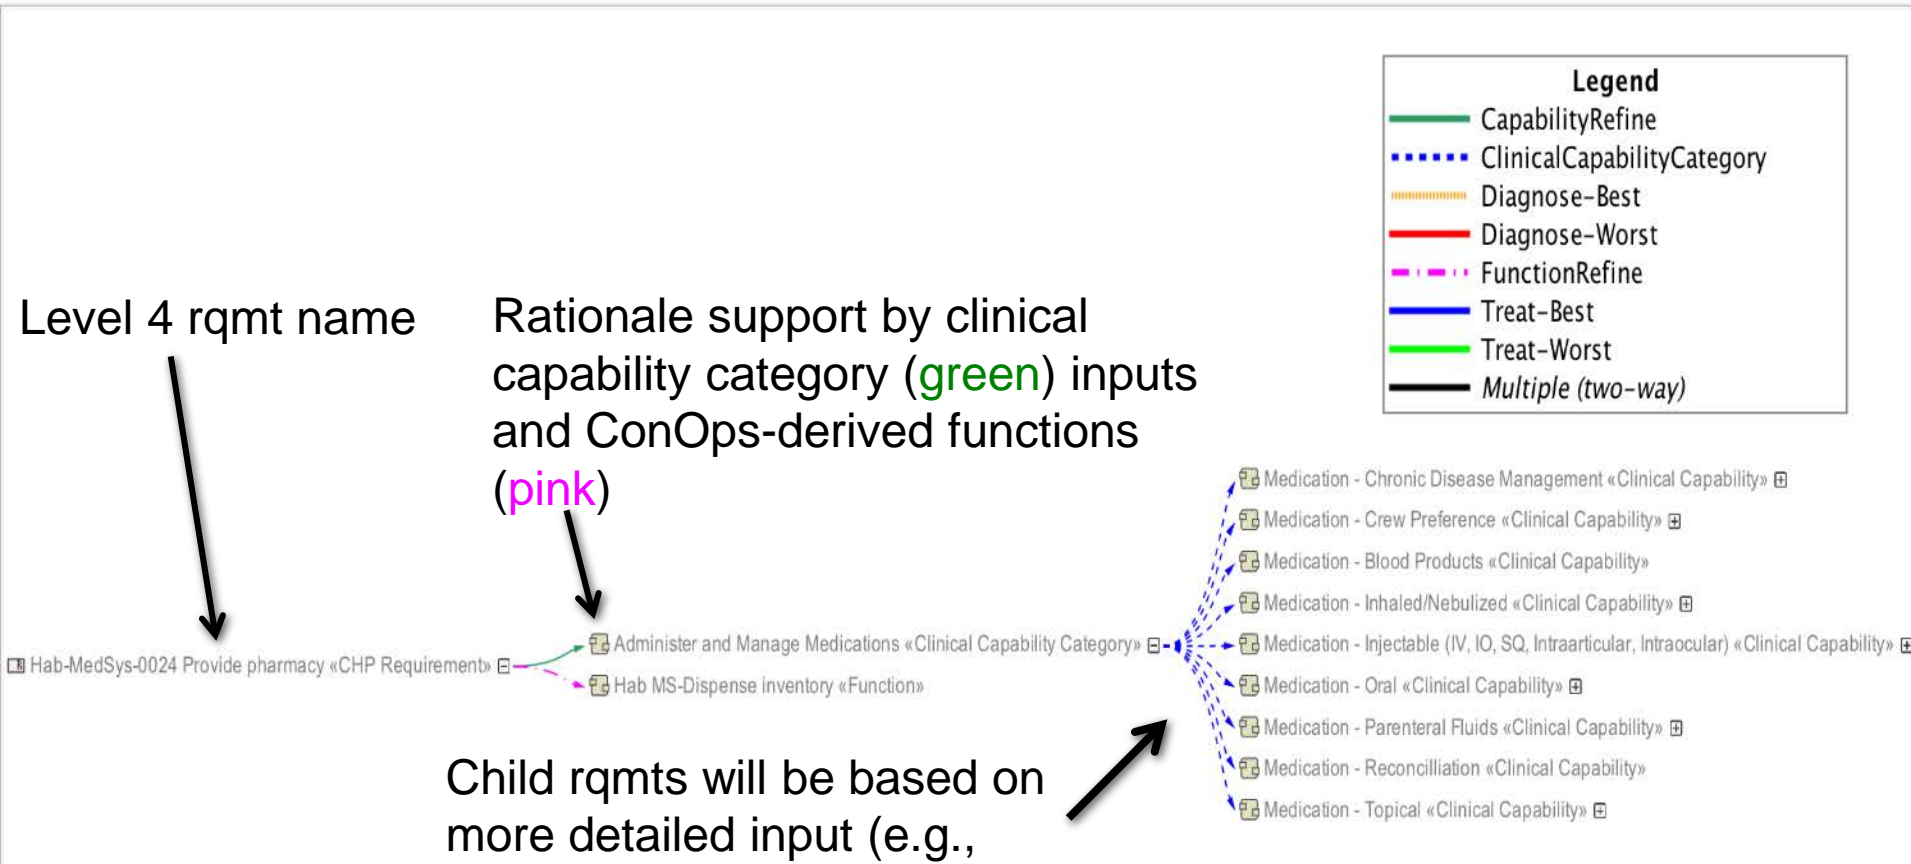 Legend
CapabilityRefine
ClinicalCapabilityCategory
Diagnose-Best
Diagnose-Worst
FunctionRefine
Treat-Best
Treat-Worst
Multiple (two-way)
Level 4 rqmt name
Rationale support by clinical
capability category (green) inputs
and ConOps-derived functions
(pink)
Hab-MedSys-0024 Provide pharmacy «CHP Requirement»
Administer and Manage Medications «Clinical Capability Category»
Hab MS-Dispense inventory «Function»
Medication - Chronic Disease Management «Clinical Capability»
Medication - Crew Preference «Clinical Capability»
Medication - Blood Products «Clinical Capability»
Medication - Inhaled/Nebulized «Clinical Capability»
Medication - Injectable (IV, IO, SQ, Intraarticular, Intraocular) «Clinical Capability»
Medication - Oral «Clinical Capability»
Medication - Parenteral Fluids «Clinical Capability»
Medication - Reconcilliation «Clinical Capability»
Medication - Topical «Clinical Capability»
Child rqmts will be based on
more detailed input (e.g.,